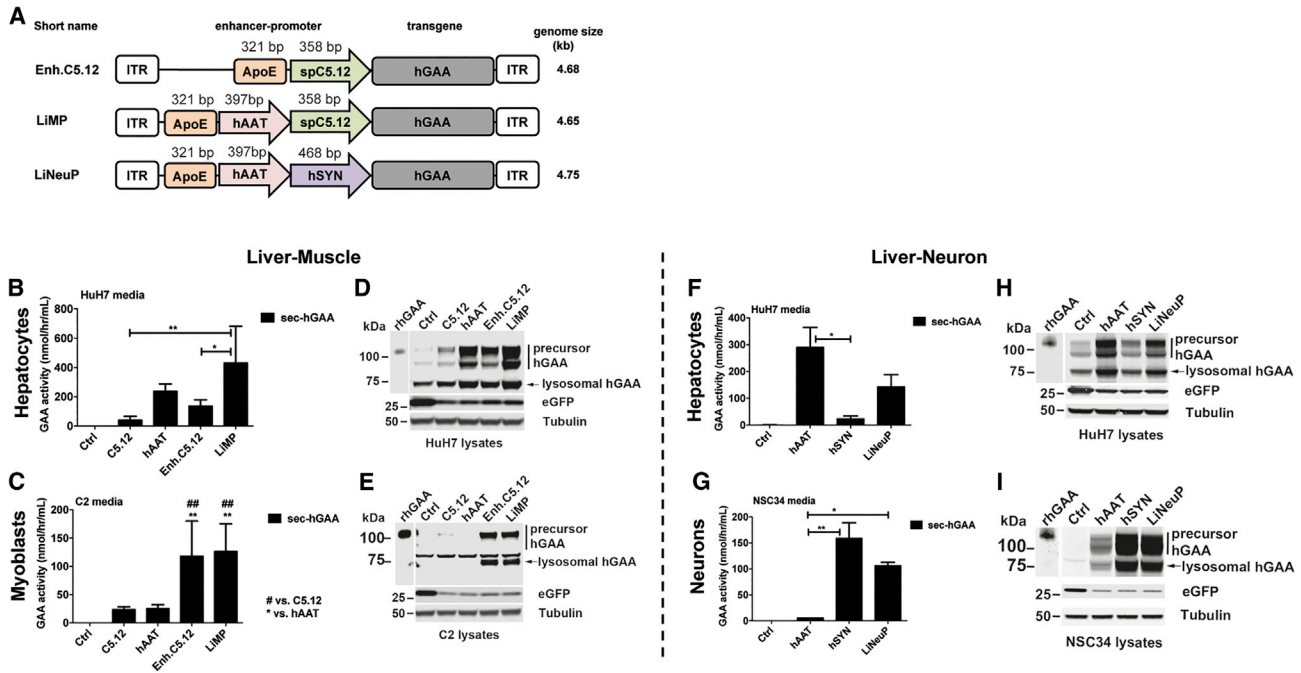 A
Short name enhancer-promoter transgene genome size (kb)
321 bp 358 bp
Enh.C5.12 ITR ApoE spC5.12 hGAA ITR 4.68
321 bp 397bp 358 bp
LiMP ITR ApoE hAAT spC5.12 hGAA ITR 4.65
321 bp 397bp 468 bp
LiNeuP ITR ApoE hAAT hSYN hGAA ITR 4.75
Liver-Muscle
Hepatocytes
B
HuH7 media
GAA activity (nmol/hr/mL)
800
600
400
200
0
** 
*
sec-hGAA
Ctrl C5.12 hAAT Enh.C5.12 LiMP
D
rhGAA Ctrl C5.12 hAAT Enh.C5.12 LiMP
kDa
100
75
25
50
precursor
hGAA
lysosomal hGAA
eGFP
Tubulin
HuH7 lysates
Myoblasts
C
C2 media
GAA activity (nmol/hr/mL)
200
150
100
50
0
## ##
** **
sec-hGAA
# vs. C5.12
* vs. hAAT
Ctrl C5.12 hAAT Enh.C5.12 LiMP
E
rhGAA Ctrl C5.12 hAAT Enh.C5.12 LiMP
kDa
100
75
25
50
precursor
hGAA
lysosomal hGAA
eGFP
Tubulin
C2 lysates
Liver-Neuron
Hepatocytes
F
HuH7 media
GAA activity (nmol/hr/mL)
400
300
200
100
0
*
sec-hGAA
Ctrl hAAT hSYN LiNeuP
H
rhGAA Ctrl hAAT hSYN LiNeuP
kDa
100
75
25
50
precursor
hGAA
lysosomal hGAA
eGFP
Tubulin
HuH7 lysates
Neurons
G
NSC34 media
GAA activity (nmol/hr/mL)
200
150
100
50
0
*
**
sec-hGAA
Ctrl hAAT hSYN LiNeuP
I
rhGAA Ctrl hAAT hSYN LiNeuP
kDa
100
75
25
50
precursor
hGAA
lysosomal hGAA
eGFP
Tubulin
NSC34 lysates